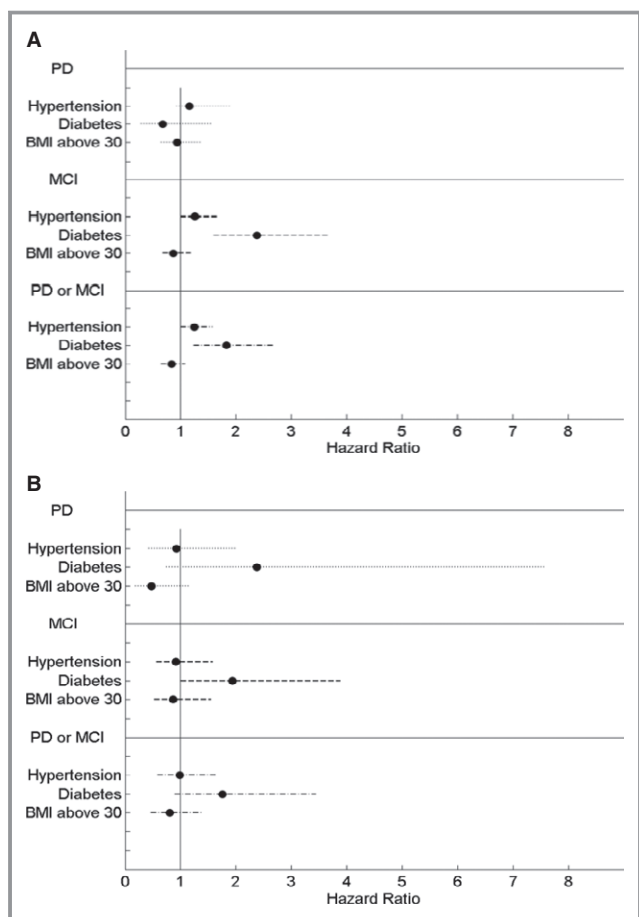 A
PD
Hypertension
Diabetes
BMI above 30
MCI
Hypertension
Diabetes
BMI above 30
PD or MCI
Hypertension
Diabetes
BMI above 30
0 1 2 3 4 5 6 7 8
Hazard Ratio
B
PD
Hypertension
Diabetes
BMI above 30
MCI
Hypertension
Diabetes
BMI above 30
PD or MCI
Hypertension
Diabetes
BMI above 30
0 1 2 3 4 5 6 7 8
Hazard Ratio